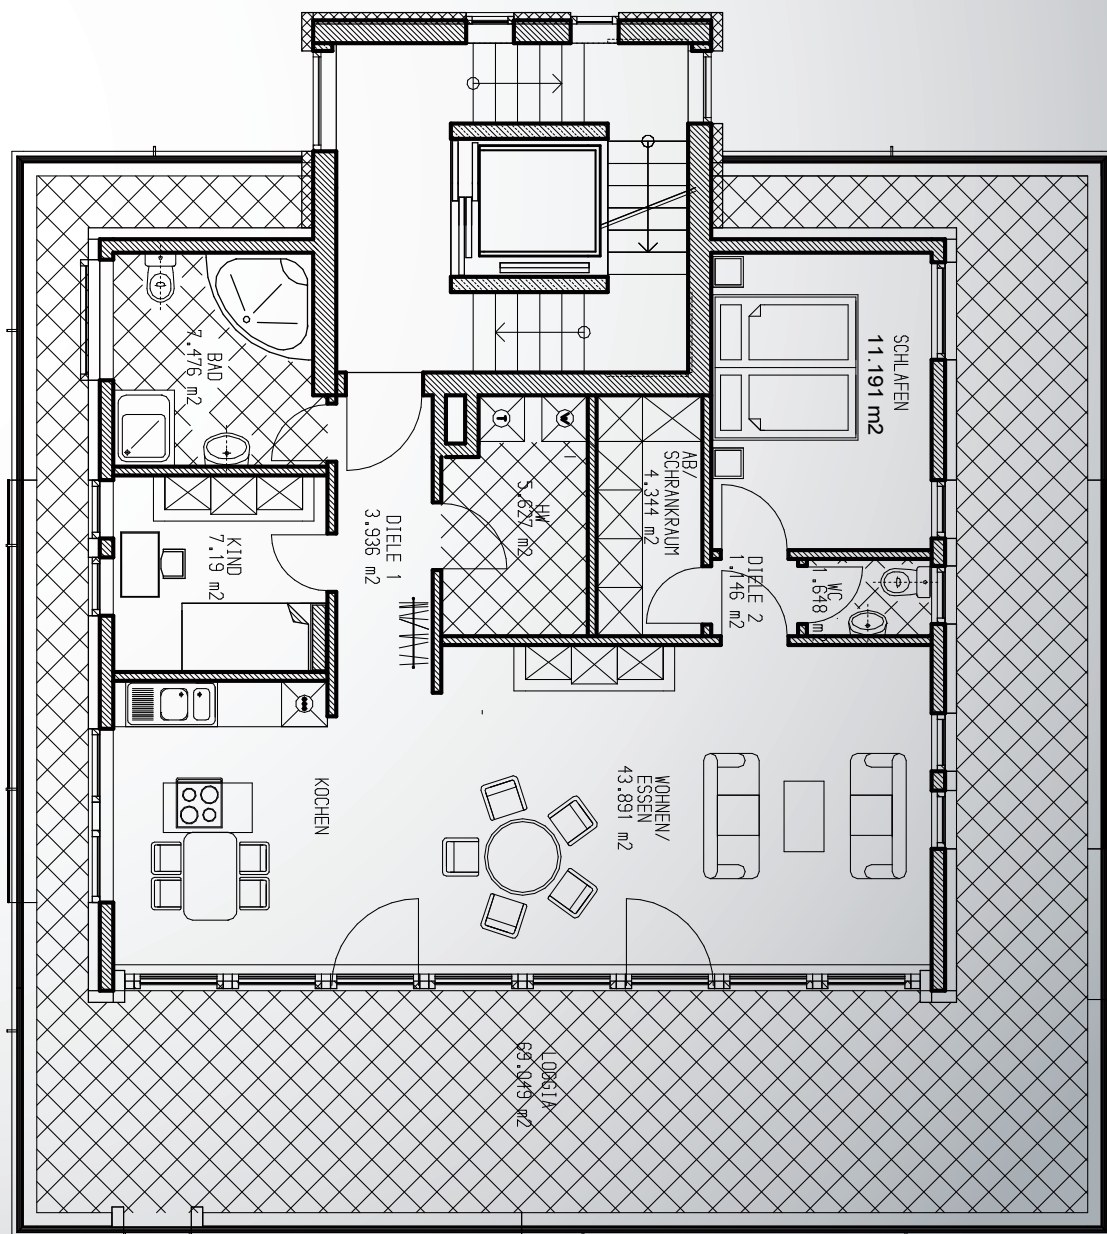 SCHLAFEN
11.191 m2
BAD
7.476 m2
AB/
SCHRANKRAUM
4.344 m2
HW
5.627 m2
T
V
DIELE 1
3.936 m2
KIND
7.19 m2
DIELE 2
1.146 m2
WC
1.648 m
WOHNEN/
ESSEN
43.891 m2
KOCHEN
LOGGIA
69.049 m2